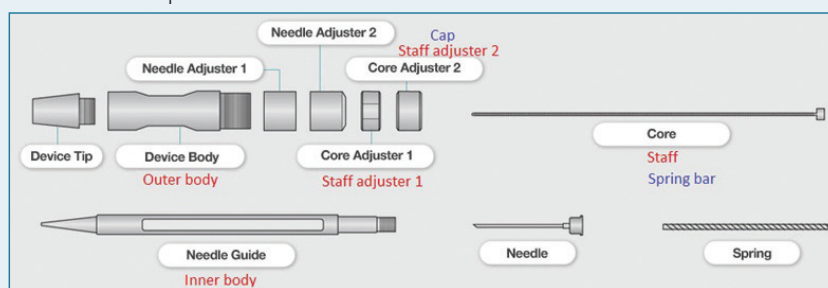 Needle Adjuster 2
Cap
Staff adjuster 2
Needle Adjuster 1
Core Adjuster 2
Device Tip
Device Body
Outer body
Core Adjuster 1
Staff adjuster 1
Core
Staff
Spring bar
Needle Guide
Inner body
Needle
Spring